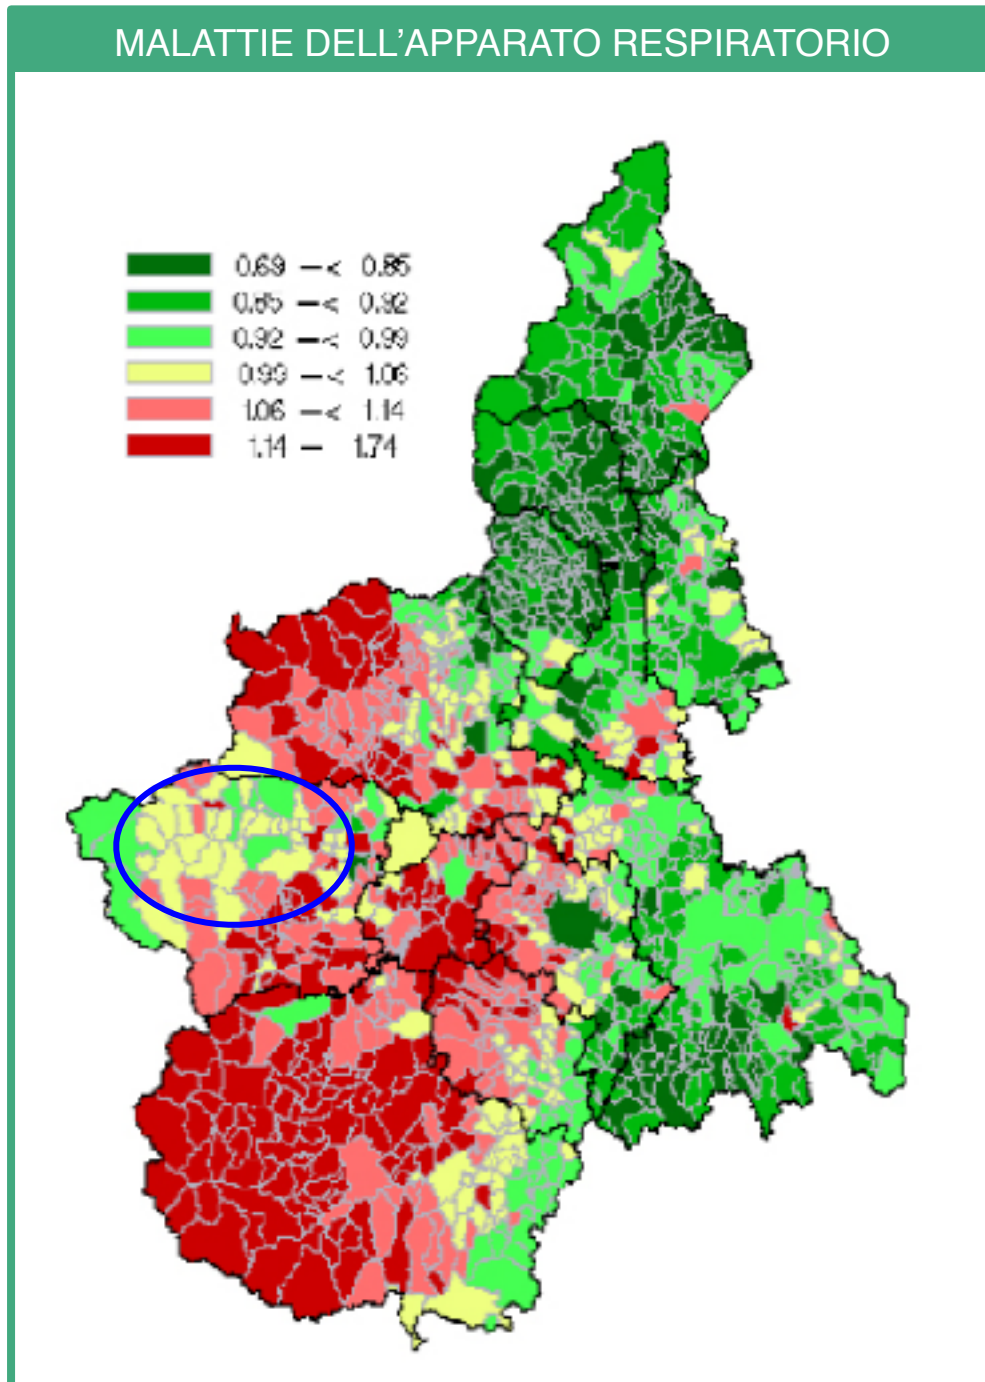 MALATTIE DELL'APPARATO RESPIRATORIO
0.69 –< 0.85
0.85 –< 0.92
0.92 –< 0.99
0.99 –< 1.06
1.06 –< 1.14
1.14 – 1.74